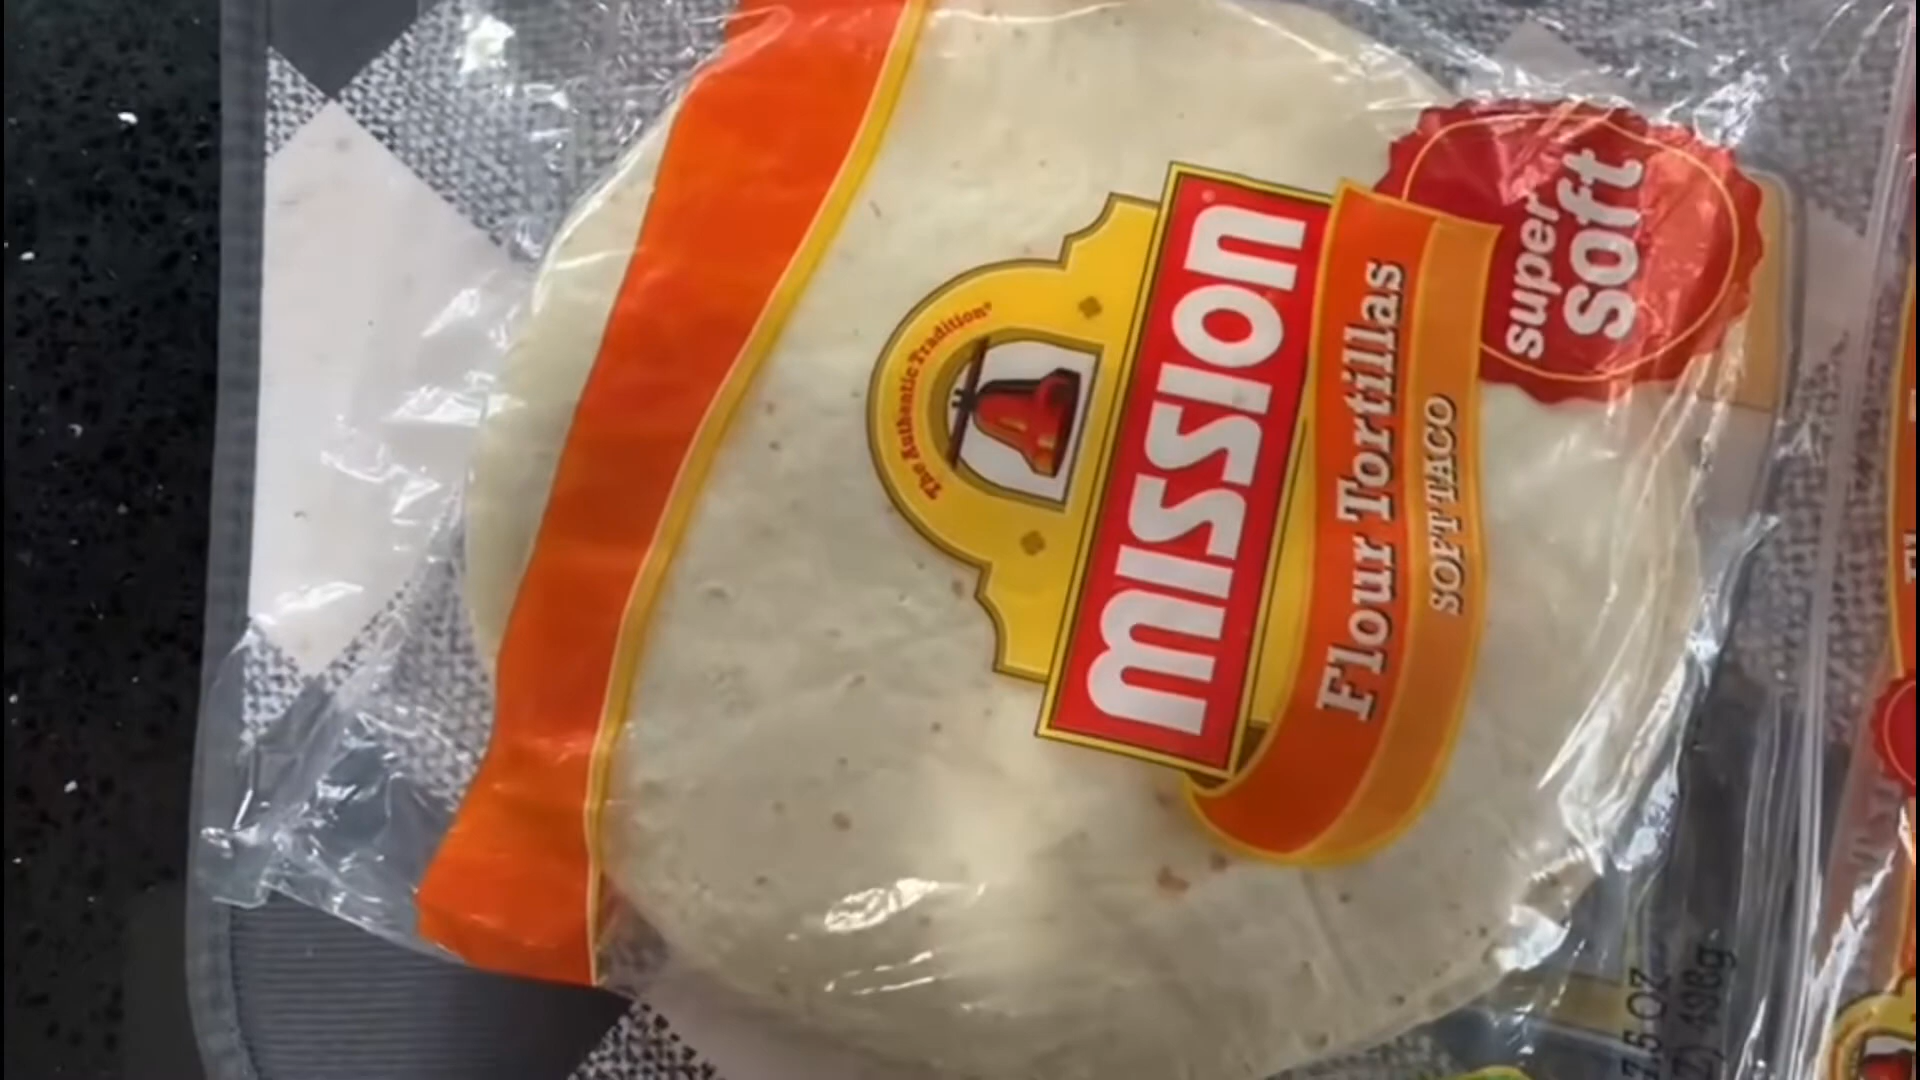 The Authentic Tradition®
mission®
Flour Tortillas
SOFT TACO
super
soft